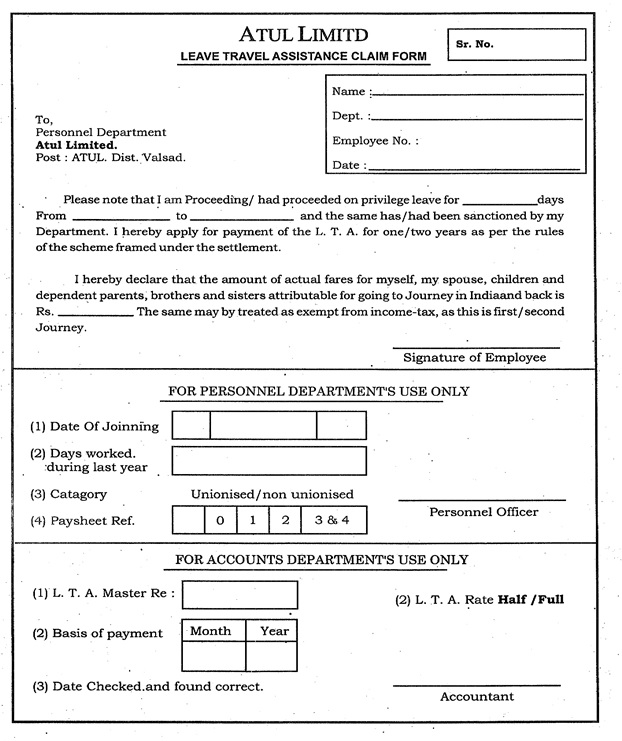 ATUL LIMITD
LEAVE TRAVEL ASSISTANCE CLAIM FORM
Sr. No.
Name :
Dept. :
Employee No. :
Date :
To,
Personnel Department
Atul Limited.
Post : ATUL. Dist. Valsad.
Please note that I am Proceeding/ had proceeded on privilege leave for ________ days
From ________ to ________ and the same has/had been sanctioned by my
Department. I hereby apply for payment of the L. T. A. for one/two years as per the rules
of the scheme framed under the settlement.
I hereby declare that the amount of actual fares for myself, my spouse, children and
dependent parents, brothers and sisters attributable for going to Journey in Indiaand back is
Rs. ________ The same may by treated as exempt from income-tax, as this is first/second
Journey.
Signature of Employee
FOR PERSONNEL DEPARTMENT'S USE ONLY
(1) Date Of Joinning
(2) Days worked.
during last year
(3) Catagory Unionised/non unionised
(4) Paysheet Ref. 0 1 2 3 & 4
Personnel Officer
FOR ACCOUNTS DEPARTMENT'S USE ONLY
(1) L. T. A. Master Re :
(2) L. T. A. Rate Half /Full
(2) Basis of payment Month Year
(3) Date Checked.and found correct.
Accountant